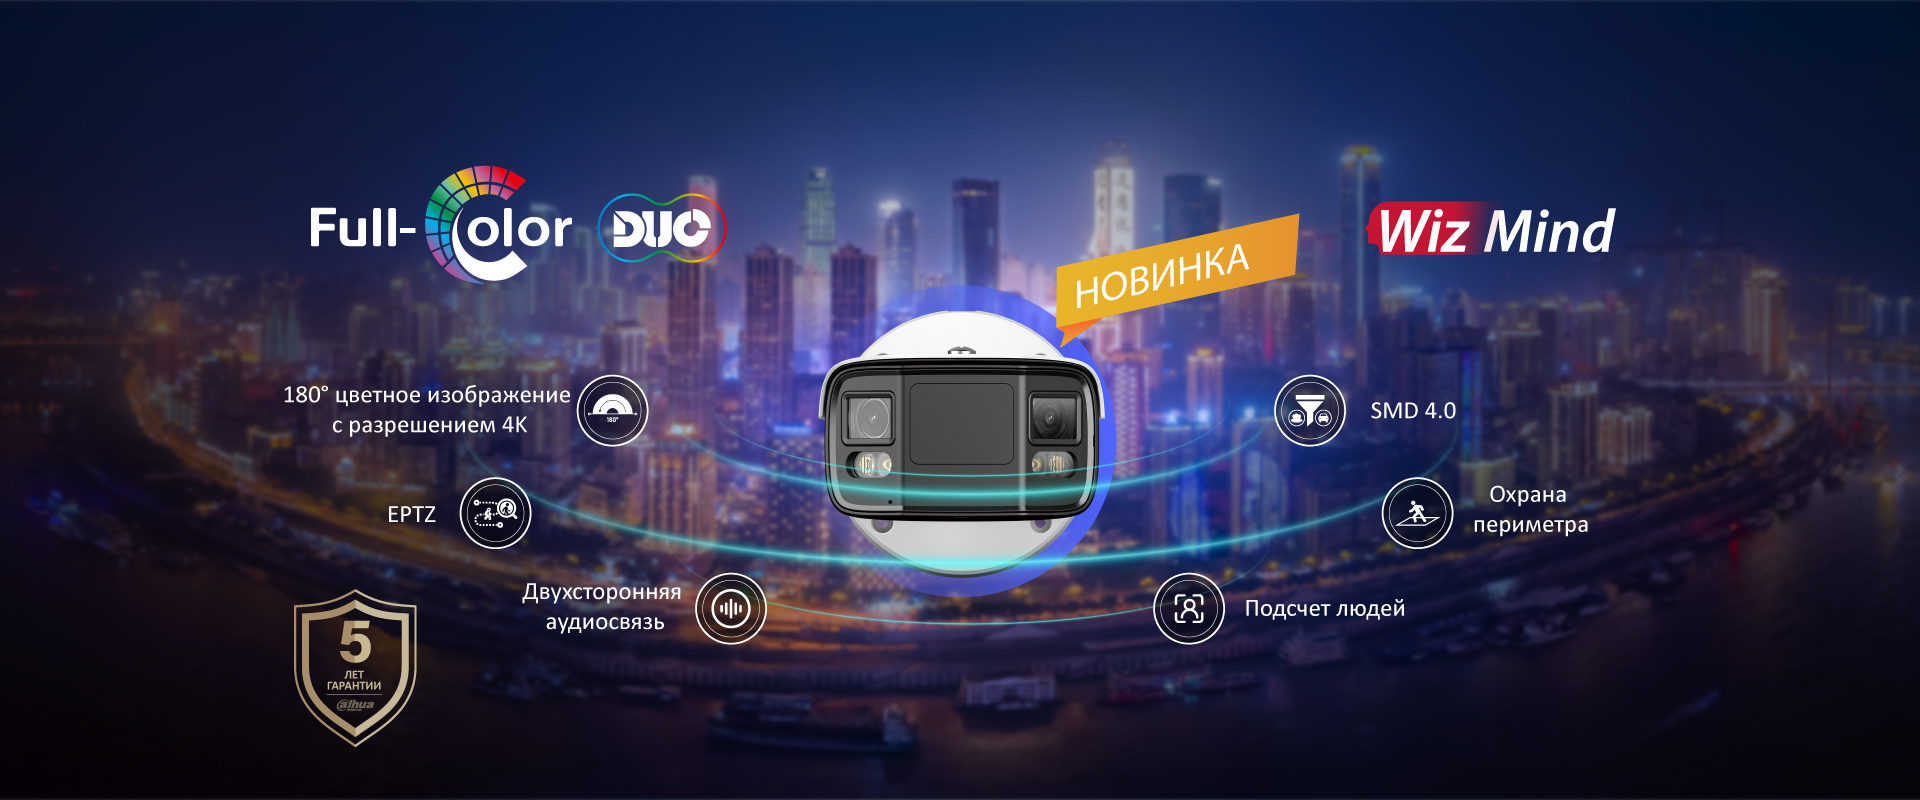 Full-Color DUO
Wiz Mind
НОВИНКА
180° цветное изображение
с разрешением 4K
180°
SMD 4.0
EPTZ
Охрана
периметра
Двухсторонняя
аудиосвязь
Подсчет людей
5
ЛЕТ
ГАРАНТИИ
alhua